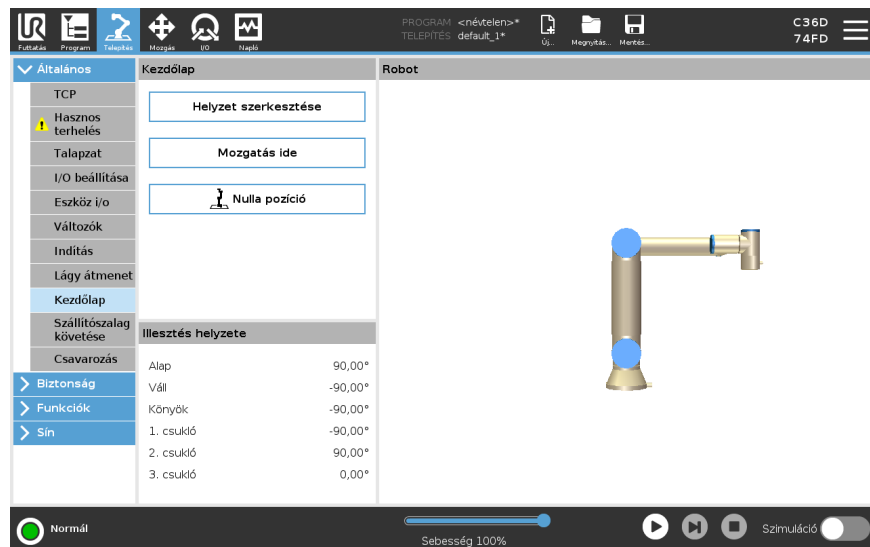 UR
Futtatás Program Telepítés Mozgás I/O Napló
PROGRAM <névtelen>*
TELEPÍTÉS default_1*
Új... Megnyitás... Mentés...
C36D
74FD
Általános
TCP
Hasznos
terhelés
Talapzat
I/O beállítása
Eszköz i/o
Változók
Indítás
Lágy átmenet
Kezdőlap
Szállítószalag
követése
Csavarozás
Biztonság
Funkciók
Sín
Kezdőlap
Helyzet szerkesztése
Mozgatás ide
Nulla pozíció
Illesztés helyzete
Alap 90,00°
Váll -90,00°
Könyök -90,00°
1. csukló -90,00°
2. csukló 90,00°
3. csukló 0,00°
Robot
Normál
Sebesség 100%
Szimuláció